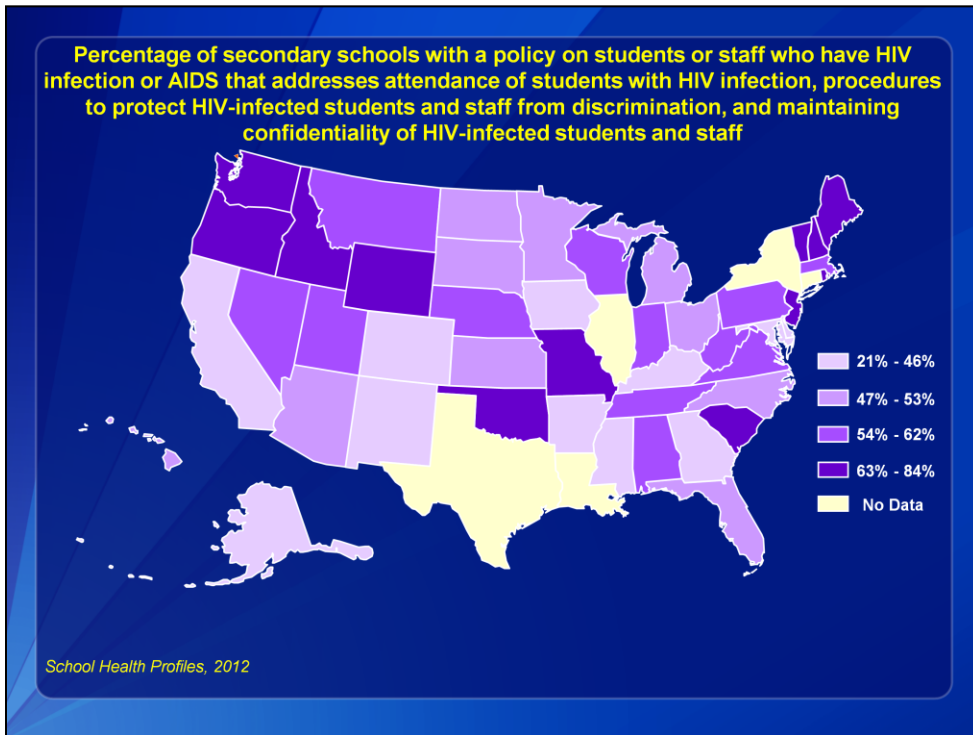 Percentage of secondary schools with a policy on students or staff who have HIV
infection or AIDS that addresses attendance of students with HIV infection, procedures
to protect HIV-infected students and staff from discrimination, and maintaining
confidentiality of HIV-infected students and staff
21% - 46%
47% - 53%
54% - 62%
63% - 84%
No Data
School Health Profiles, 2012